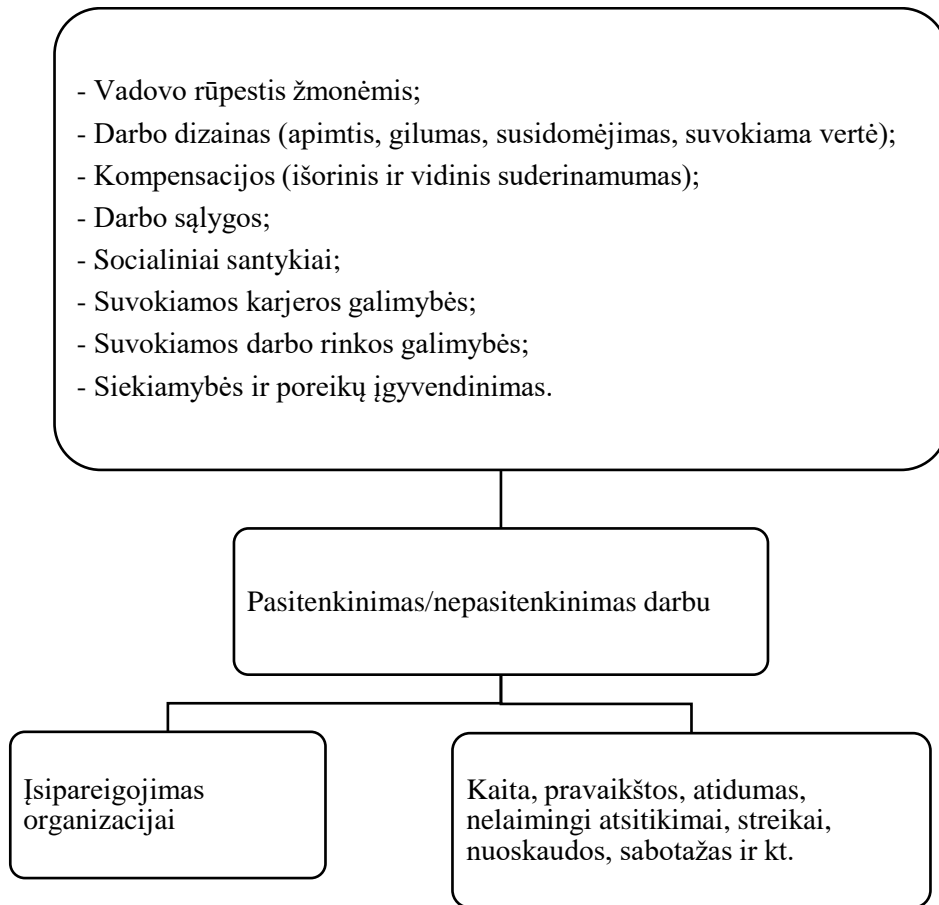 - Vadovo rūpestis žmonėmis;
- Darbo dizainas (apimtis, gilumas, susidomėjimas, suvokiama vertė);
- Kompensacijos (išorinis ir vidinis suderinamumas);
- Darbo sąlygos;
- Socialiniai santykiai;
- Suvokiamos karjeros galimybės;
- Suvokiamos darbo rinkos galimybės;
- Siekiamybės ir poreikų įgyvendinimas.
Pasitenkinimas/nepasitenkinimas darbu
Įsipareigojimas
organizacijai
Kaita, pravaikštos, atidumas,
nelaimingi atsitikimai, streikai,
nuoskaudos, sabotažas ir kt.